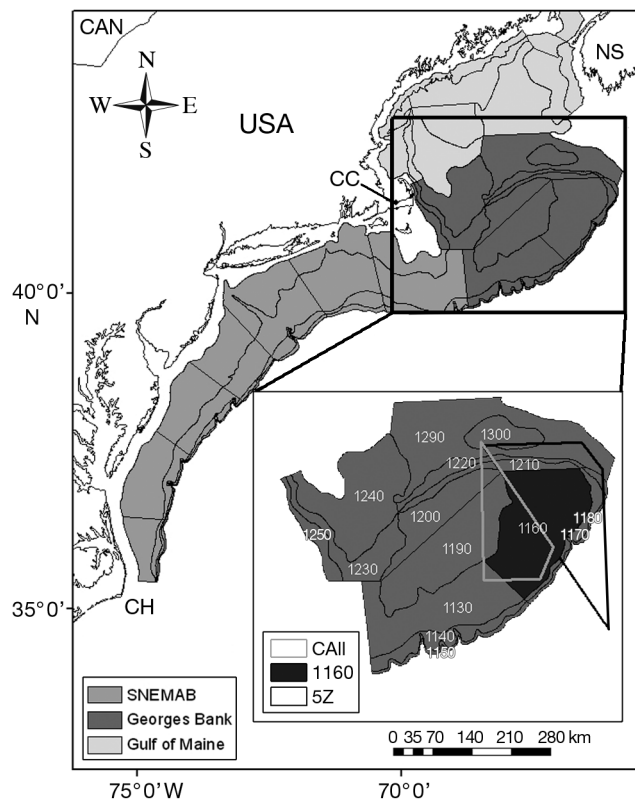 CAN
N
W E
S
USA
NS
CC
40° 0'
N
35° 0'
CH
1290
1300
1220
1210
1240
1200
1160
1180
1250
1190
1170
1230
1130
1140
1150
CAII
1160
5Z
SNEMAB
Georges Bank
Gulf of Maine
0 35 70 140 210 280 km
75° 0' W 70° 0'